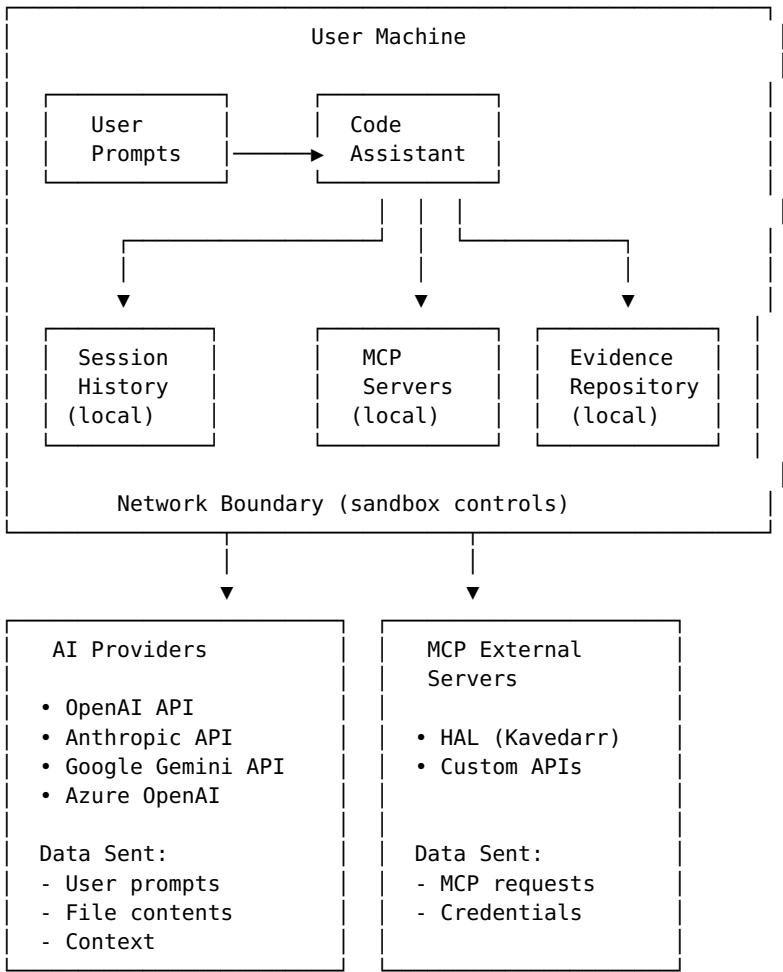 User Machine
User
Prompts
Code
Assistant
Session
History
(local)
MCP
Servers
(local)
Evidence
Repository
(local)
Network Boundary (sandbox controls)
AI Providers
• OpenAI API
• Anthropic API
• Google Gemini API
• Azure OpenAI
Data Sent:
- User prompts
- File contents
- Context
MCP External
Servers
• HAL (Kavedarr)
• Custom APIs
Data Sent:
- MCP requests
- Credentials